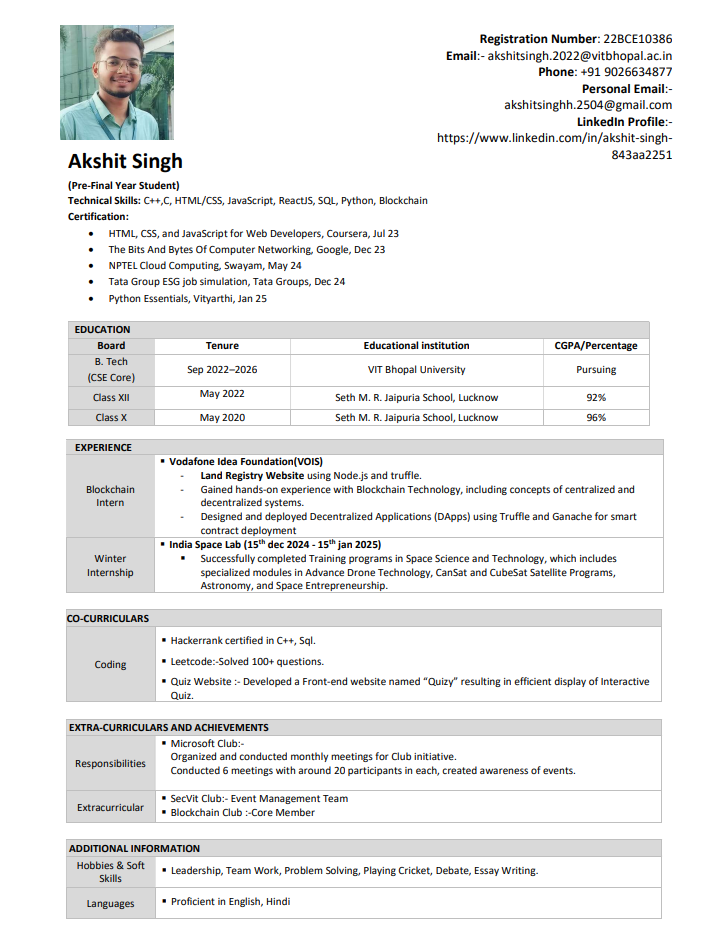 Registration Number: 22BCE10386
Email:- akshitsingh.2022@vitbhopal.ac.in
Phone: +91 9026634877
Personal Email:-
akshitsinghh.2504@gmail.com
LinkedIn Profile:-
https://www.linkedin.com/in/akshit-singh-
843aa2251
Akshit Singh
(Pre-Final Year Student)
Technical Skills: C++,C, HTML/CSS, JavaScript, ReactJS, SQL, Python, Blockchain
Certification:
• HTML, CSS, and JavaScript for Web Developers, Coursera, Jul 23
• The Bits And Bytes Of Computer Networking, Google, Dec 23
• NPTEL Cloud Computing, Swayam, May 24
• Tata Group ESG job simulation, Tata Groups, Dec 24
• Python Essentials, Vityarthi, Jan 25
EDUCATION
Board Tenure Educational institution CGPA/Percentage
B. Tech
(CSE Core) Sep 2022–2026 VIT Bhopal University Pursuing
Class XII May 2022 Seth M. R. Jaipuria School, Lucknow 92%
Class X May 2020 Seth M. R. Jaipuria School, Lucknow 96%
EXPERIENCE
Blockchain
Intern
▪ Vodafone Idea Foundation(VOIS)
- Land Registry Website using Node.js and truffle.
- Gained hands-on experience with Blockchain Technology, including concepts of centralized and
decentralized systems.
- Designed and deployed Decentralized Applications (DApps) using Truffle and Ganache for smart
contract deployment
Winter
Internship
▪ India Space Lab (15th dec 2024 - 15th jan 2025)
▪ Successfully completed Training programs in Space Science and Technology, which includes
specialized modules in Advance Drone Technology, CanSat and CubeSat Satellite Programs,
Astronomy, and Space Entrepreneurship.
CO-CURRICULARS
Coding
▪ Hackerrank certified in C++, Sql.
▪ Leetcode:-Solved 100+ questions.
▪ Quiz Website :- Developed a Front-end website named “Quizy” resulting in efficient display of Interactive
Quiz.
EXTRA-CURRICULARS AND ACHIEVEMENTS
Responsibilities
▪ Microsoft Club:-
Organized and conducted monthly meetings for Club initiative.
Conducted 6 meetings with around 20 participants in each, created awareness of events.
Extracurricular
▪ SecVit Club:- Event Management Team
▪ Blockchain Club :-Core Member
ADDITIONAL INFORMATION
Hobbies & Soft
Skills
▪ Leadership, Team Work, Problem Solving, Playing Cricket, Debate, Essay Writing.
Languages
▪ Proficient in English, Hindi